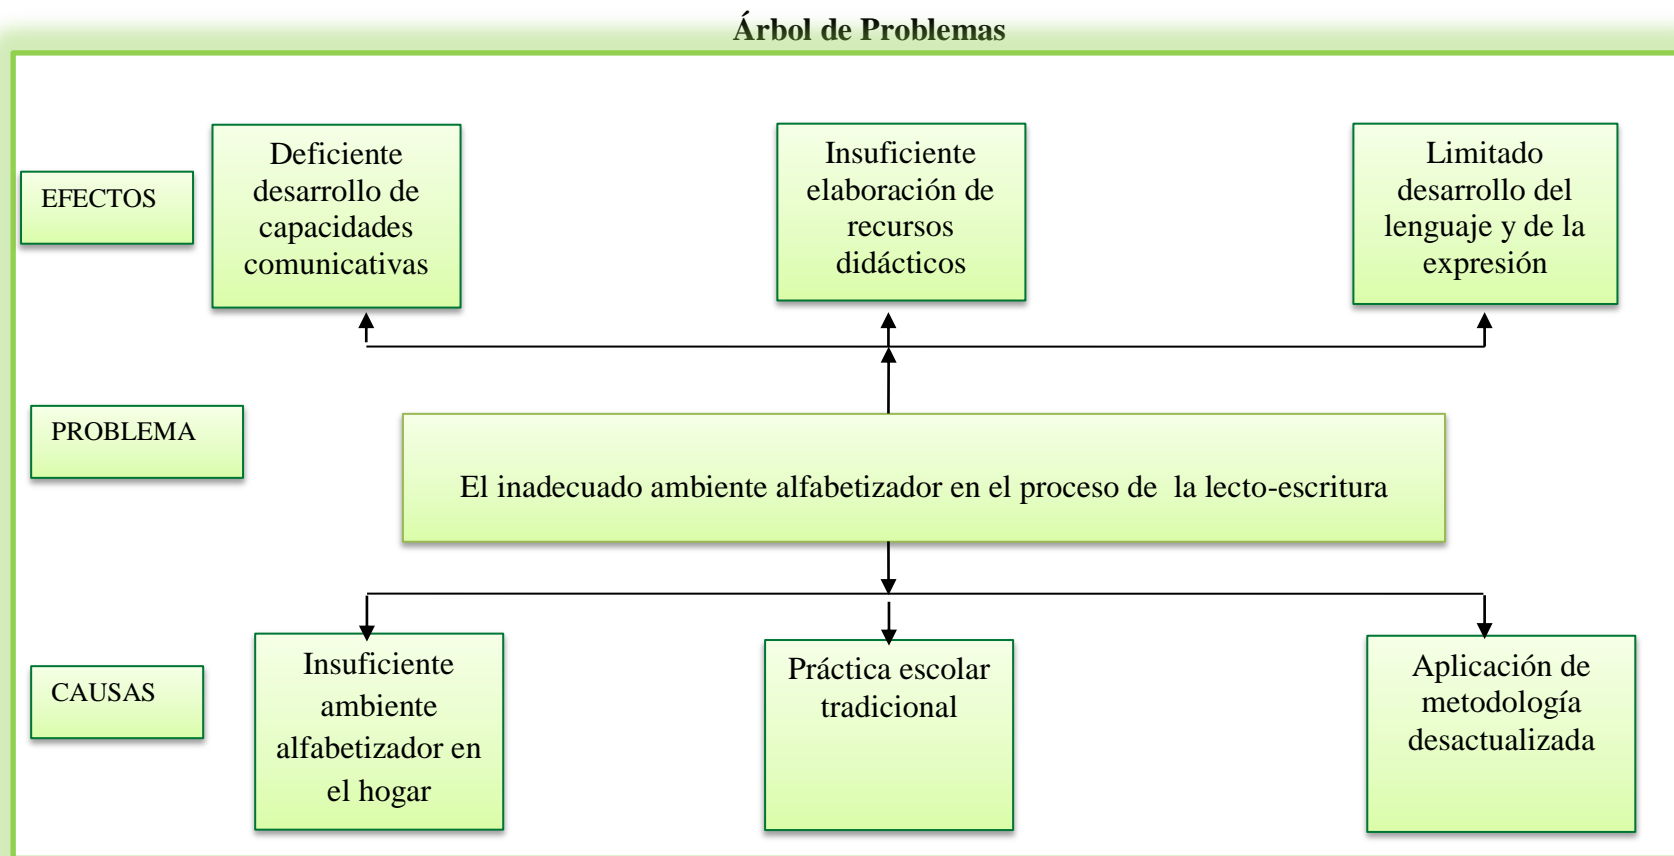 Árbol de Problemas
EFECTOS
Deficiente
desarrollo de
capacidades
comunicativas
Insuficiente
elaboración de
recursos
didácticos
Limitado
desarrollo del
lenguaje y de la
expresión
PROBLEMA
El inadecuado ambiente alfabetizador en el proceso de la lecto-escritura
CAUSAS
Insuficiente
ambiente
alfabetizador en
el hogar
Práctica escolar
tradicional
Aplicación de
metodología
desactualizada